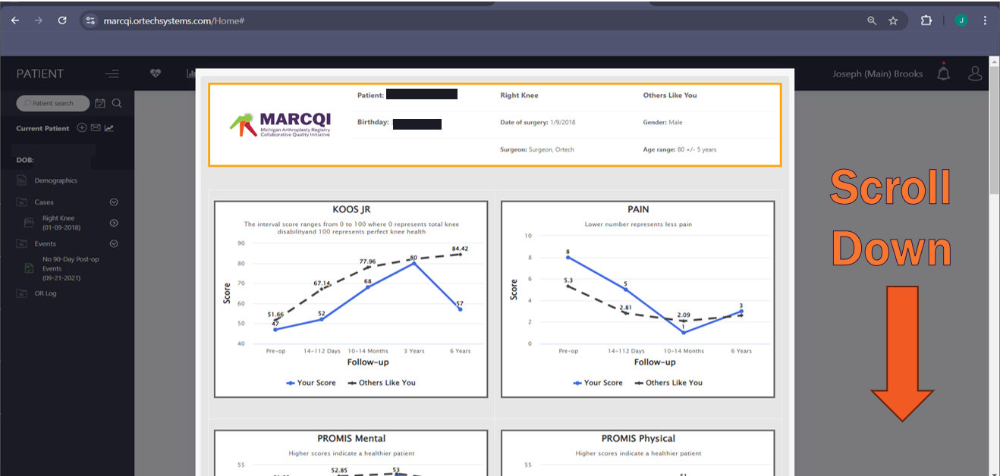 marcqi.ortechsystems.com/Home#
J
PATIENT
Joseph (Main) Brooks
Patient search
Current Patient
DOB:
Demographics
Cases
Right Knee
(01-09-2018)
Events
No 90-Day Post-op
Events
(09-21-2021)
OR Log
MARCQI
Michigan Arthroplasty Registry
Collaborative Quality Initiative
Patient:
Right Knee
Others Like You
Birthday:
Date of surgery: 1/9/2018
Gender: Male
Surgeon: Surgeon, Ortech
Age range: 80 +/- 5 years
KOOS JR
The interval score ranges from 0 to 100 where 0 represents total knee
disabilityand 100 represents perfect knee health
90
80
70
60
50
40
Score
51.66
67.14
77.96
84.42
47
52
68
80
57
Pre-op
14-112 Days
10-14 Months
3 Years
6 Years
Follow-up
Your Score
Others Like You
PAIN
Lower number represents less pain
10
8
6
4
2
0
Score
8
5
1
3
5.3
2.81
2.09
Pre-op
14-112 Days
10-14 Months
6 Years
Follow-up
Your Score
Others Like You
PROMIS Mental
Higher scores indicate a healthier patient
55
52.85
53
PROMIS Physical
Higher scores indicate a healthier patient
55
Scroll
Down